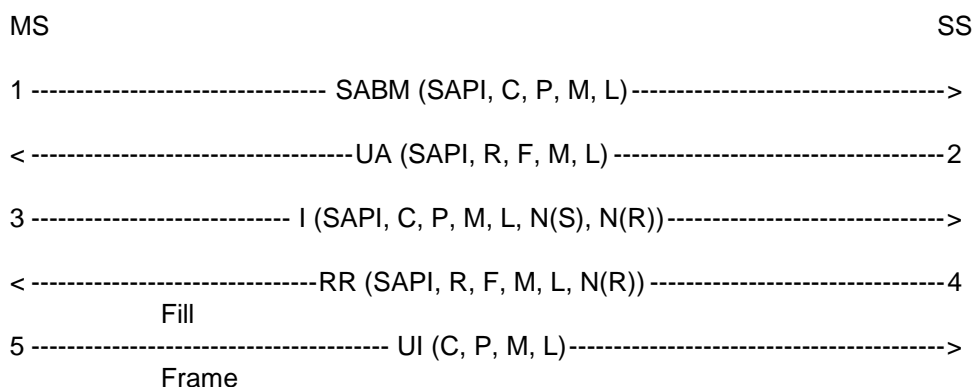 MS SS
1 --------------------------------- SABM (SAPI, C, P, M, L)----------------------------------->
< ------------------------------------UA (SAPI, R, F, M, L) -------------------------------------2
3 ----------------------------- I (SAPI, C, P, M, L, N(S), N(R))------------------------------->
< --------------------------------RR (SAPI, R, F, M, L, N(R)) ---------------------------------4
Fill
5 ---------------------------------------- UI (C, P, M, L)------------------------------------------>
Frame